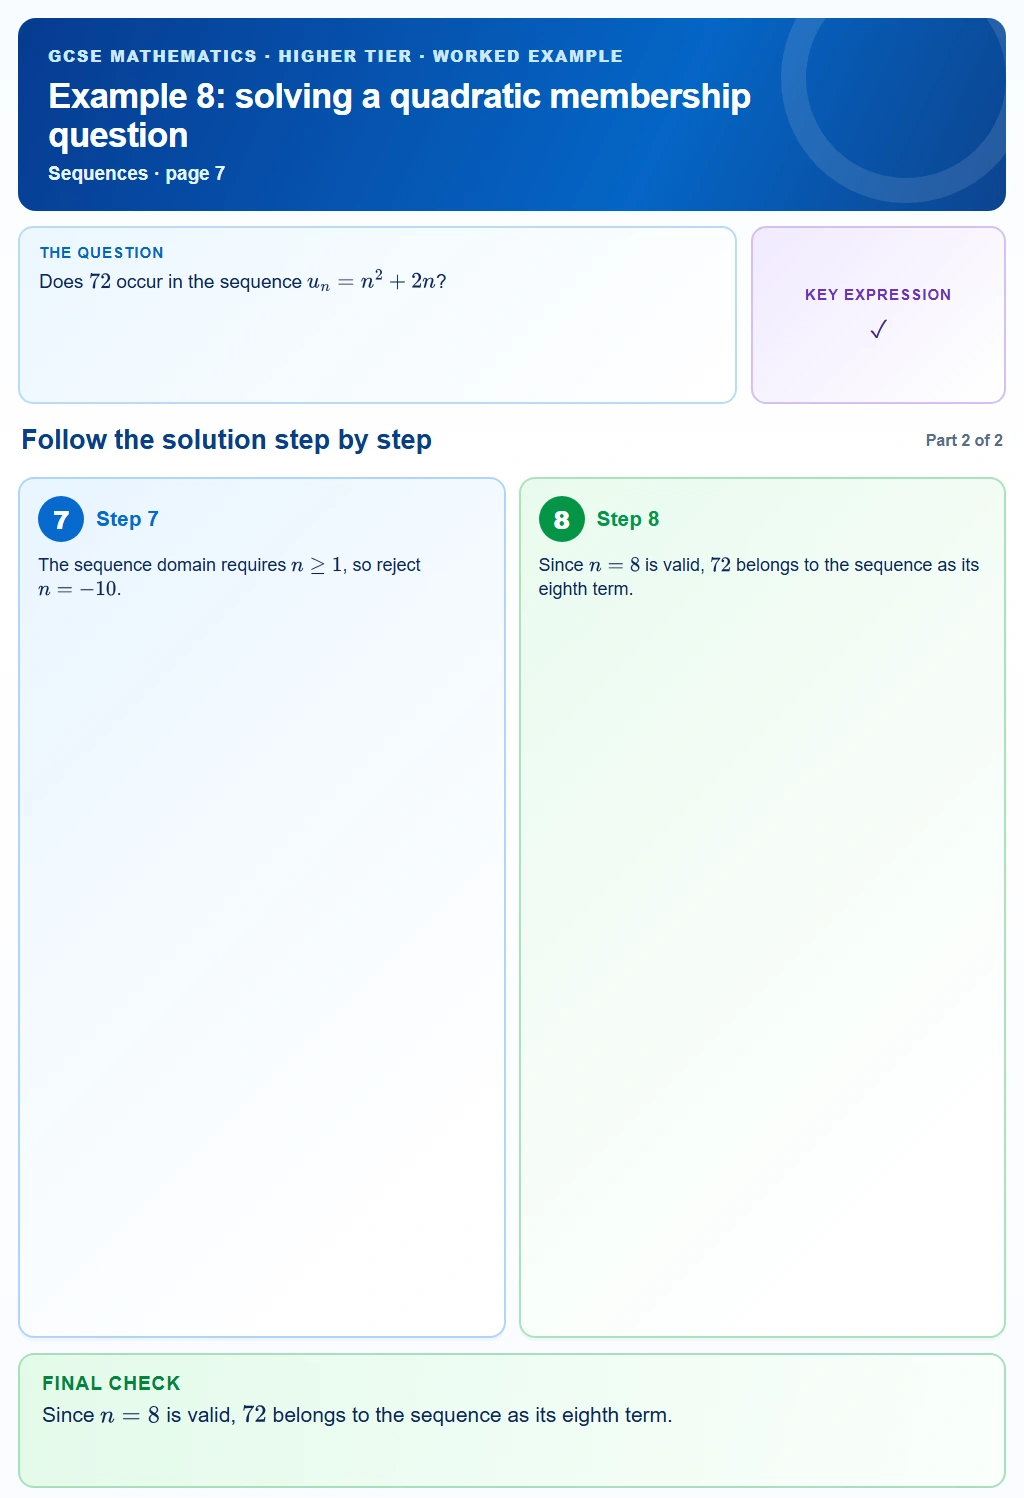 GCSE MATHEMATICS · HIGHER TIER · WORKED EXAMPLE
Example 8: solving a quadratic membership
question
Sequences · page 7
THE QUESTION
Does 72 occur in the sequence uₙ = n² + 2n?
KEY EXPRESSION
✓
Follow the solution step by step
Part 2 of 2
7 Step 7
The sequence domain requires n ≥ 1, so reject
n = −10.
8 Step 8
Since n = 8 is valid, 72 belongs to the sequence as its
eighth term.
FINAL CHECK
Since n = 8 is valid, 72 belongs to the sequence as its eighth term.